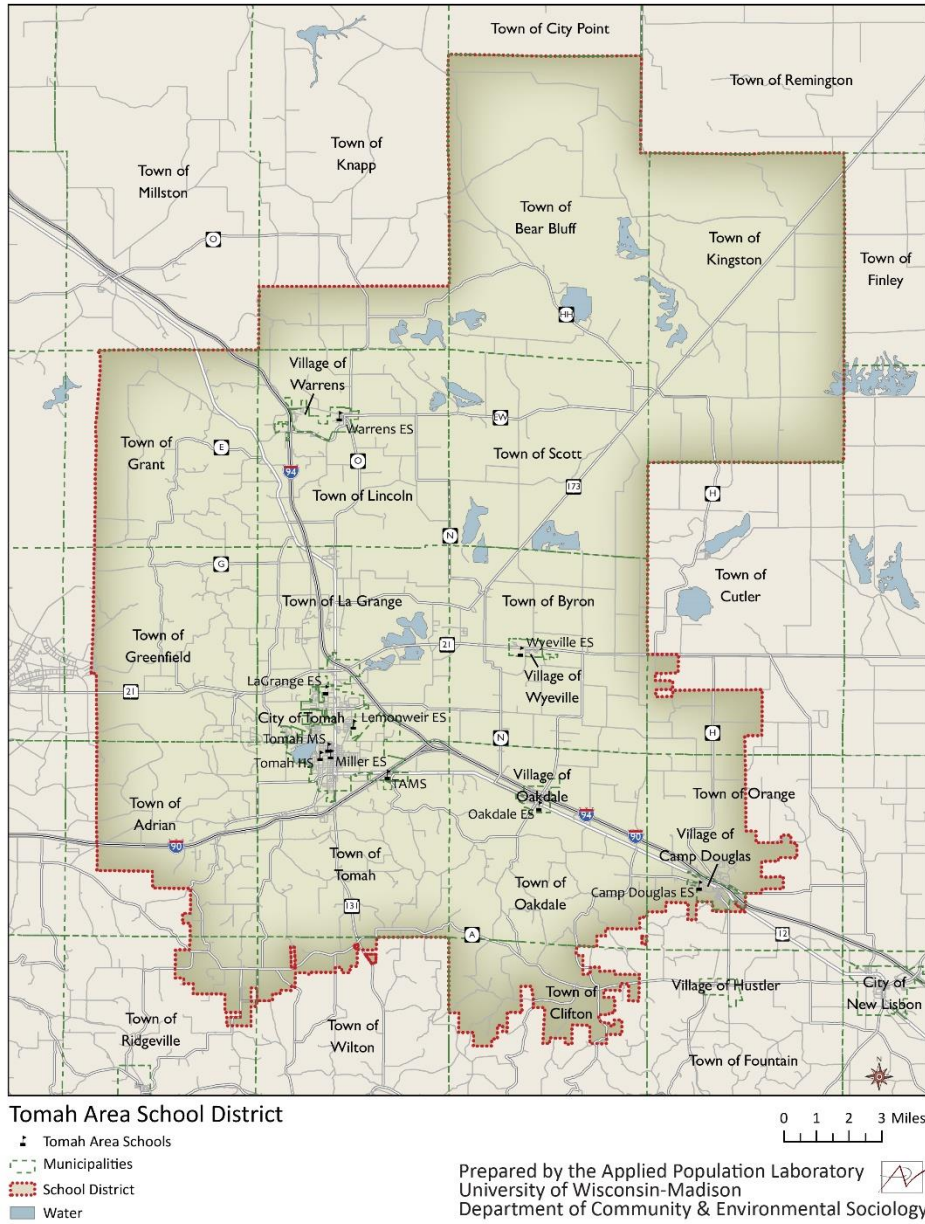 Town of City Point
Town of Remington
Town of
Knapp
Town of
Millston
O
Town of
Bear Bluff
Town of
Kingston
Town of
Finley
HH
Village of
Warrens
Warrens ES
EW
Town of
Grant
E
O
Town of Scott
94
173
H
Town of Lincoln
N
G
Town of
Cutler
Town of La Grange
Town of Byron
Town of
Greenfield
21
Wyeville ES
Village of
Wyeville
LaGrange ES
21
City of Tomah
Lemonweir ES
Tomah MS
Tomah HS
Miller ES
N
H
TAMS
Village of
Oakdale
Oakdale ES
Town of Orange
Town of
Adrian
94
90
90
Village of
Camp Douglas
Town of
Tomah
Town of
Oakdale
Camp Douglas ES
131
A
12
Village of Hustler
City of
New Lisbon
Town of
Clifton
Town of
Ridgeville
Town of
Wilton
Town of Fountain
N
Tomah Area School District
Tomah Area Schools
Municipalities
School District
Water
0 1 2 3 Miles
Prepared by the Applied Population Laboratory
University of Wisconsin-Madison
Department of Community & Environmental Sociology